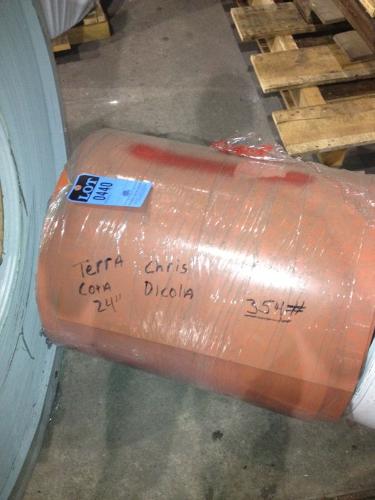 LOT
0440
Terra Chris
Cota Dicola
24" 354#